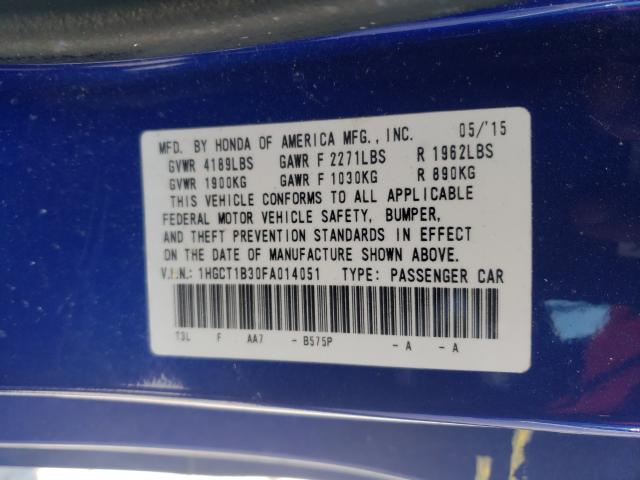 MFD. BY HONDA OF AMERICA MFG., INC. 05/'15
GVWR 4189LBS GAWR F 2271LBS R 1962LBS
GVWR 1900KG GAWR F 1030KG R 890KG
THIS VEHICLE CONFORMS TO ALL APPLICABLE
FEDERAL MOTOR VEHICLE SAFETY, BUMPER,
AND THEFT PREVENTION STANDARDS IN EFFECT
ON THE DATE OF MANUFACTURE SHOWN ABOVE.
V.I.N.: 1HGCT1B30FA014051 TYPE: PASSENGER CAR
T3L F AA7 - B575P - A - A